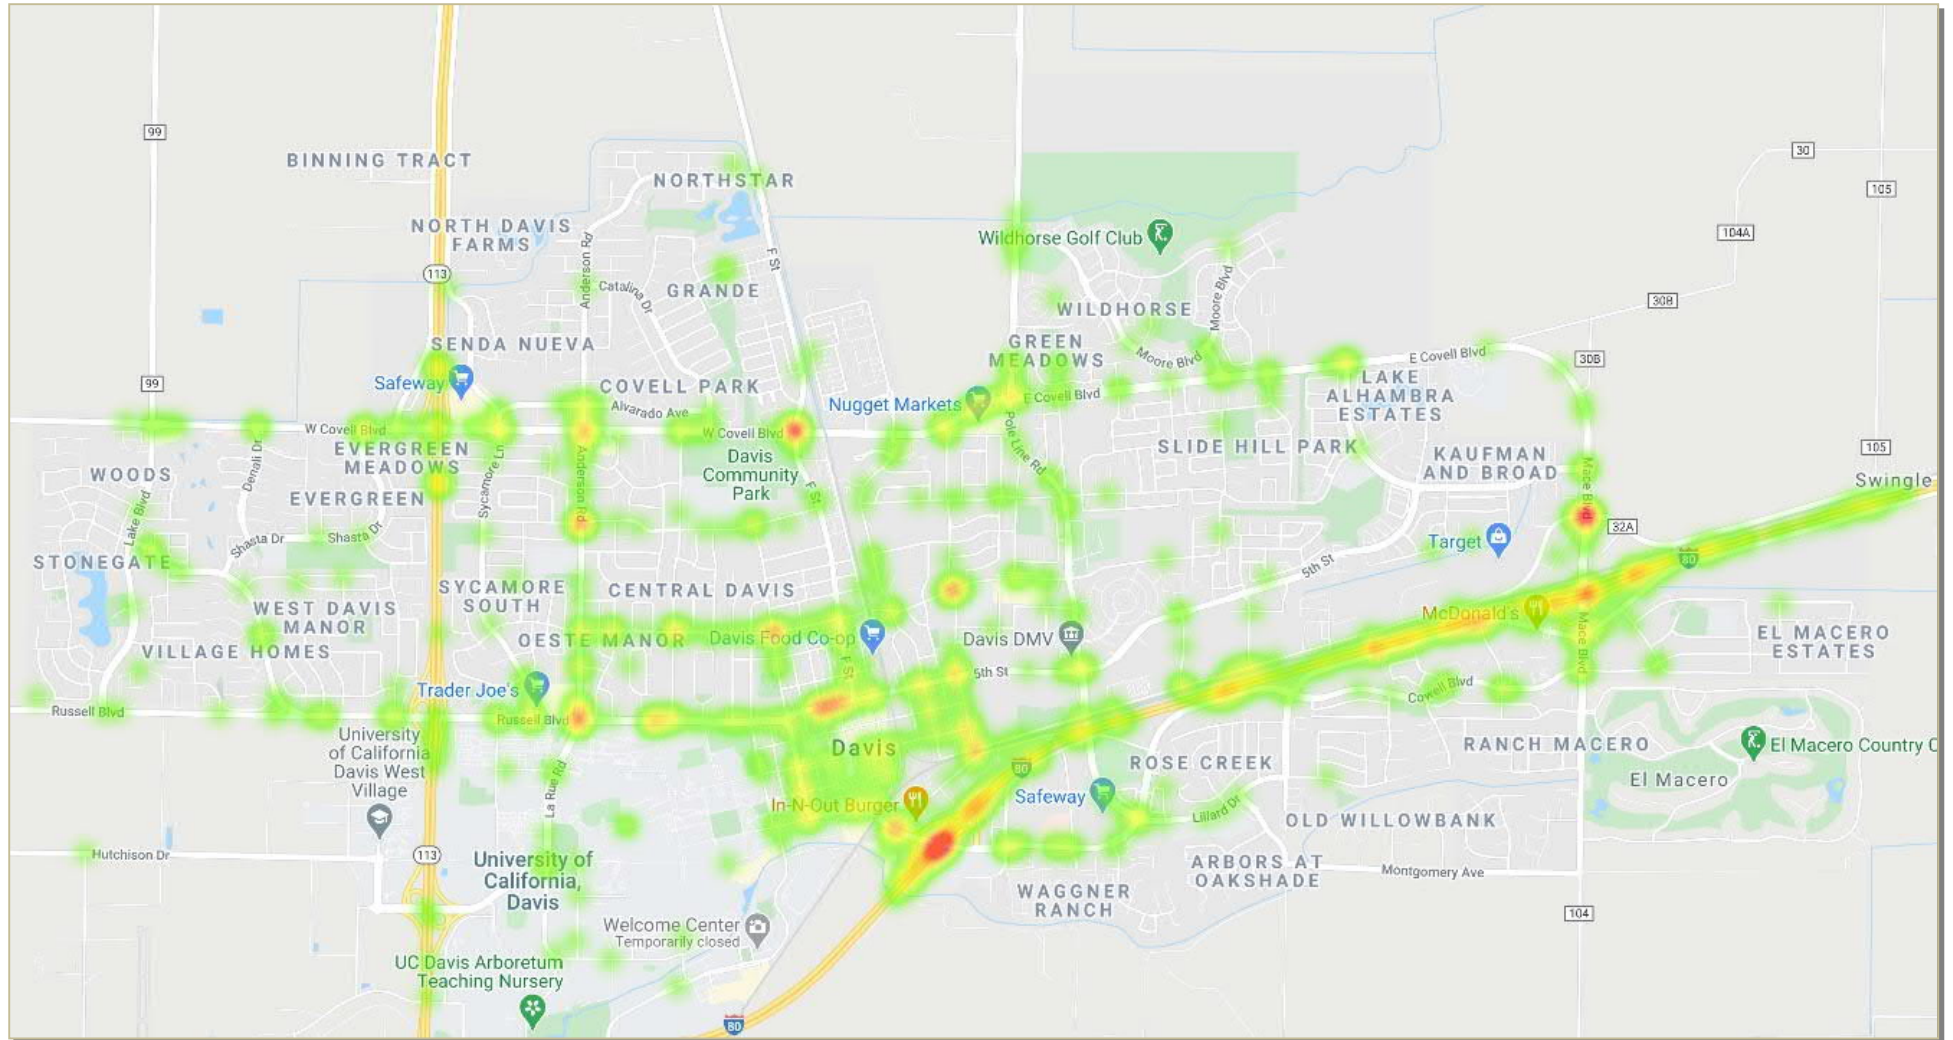 99
30
105
BINNING TRACT
NORTHSTAR
NORTH DAVIS
FARMS
104A
Wildhorse Golf Club
Anderson Rd
F St
113
Catalina Dr
GRANDE
Moore Blvd
30B
WILDHORSE
SENDA NUEVA
GREEN
MEADOWS
Moore Blvd
E Covell Blvd
30B
99
Safeway
COVELL PARK
LAKE
ALHAMBRA
ESTATES
Alvarado Ave
Nugget Markets
E Covell Blvd
W Covell Blvd
W Covell Blvd
EVERGREEN
MEADOWS
Davis
Community
Park
Pole Line Rd
SLIDE HILL PARK
KAUFMAN
AND BROAD
105
WOODS
Denali Dr
Sycamore Ln
Anderson Rd
Mace Blvd
Swingle
EVERGREEN
F St
Lake Blvd
32A
Shasta Dr
Shasta Dr
Target
STONEGATE
80
5th St
SYCAMORE
SOUTH
CENTRAL DAVIS
WEST DAVIS
MANOR
McDonald's
OESTE MANOR
Davis Food Co-op
Davis DMV
Mace Blvd
EL MACERO
ESTATES
VILLAGE HOMES
F St
5th St
Trader Joe's
Cowell Blvd
Russell Blvd
Russell Blvd
University
of California
Davis West
Village
Davis
RANCH MACERO
El Macero Country C
80
ROSE CREEK
El Macero
La Rue Rd
In-N-Out Burger
Safeway
Lillard Dr
OLD WILLOWBANK
Hutchison Dr
113
University of
California,
Davis
ARBORS AT
OAKSHADE
Montgomery Ave
WAGGNER
RANCH
104
Welcome Center
Temporarily closed
UC Davis Arboretum
Teaching Nursery
80